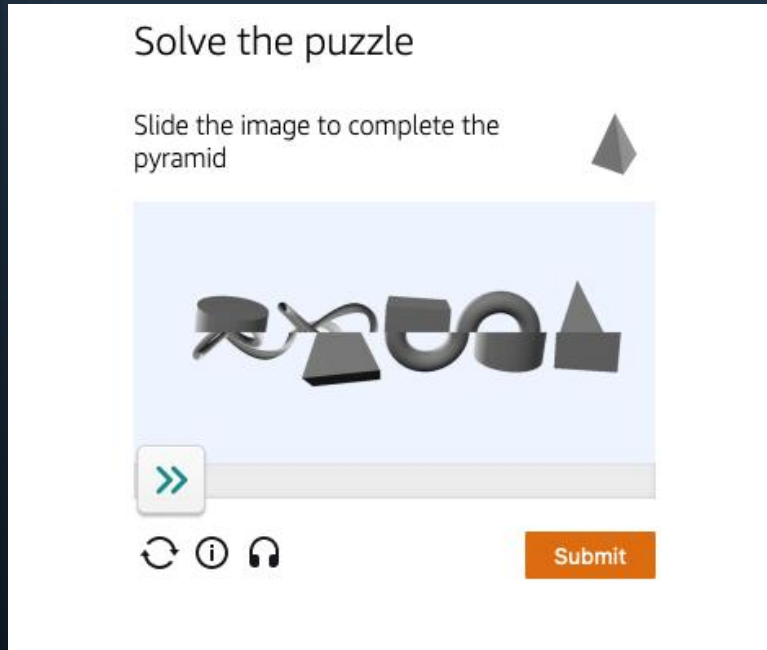 Solve the puzzle
Slide the image to complete the
pyramid
Submit